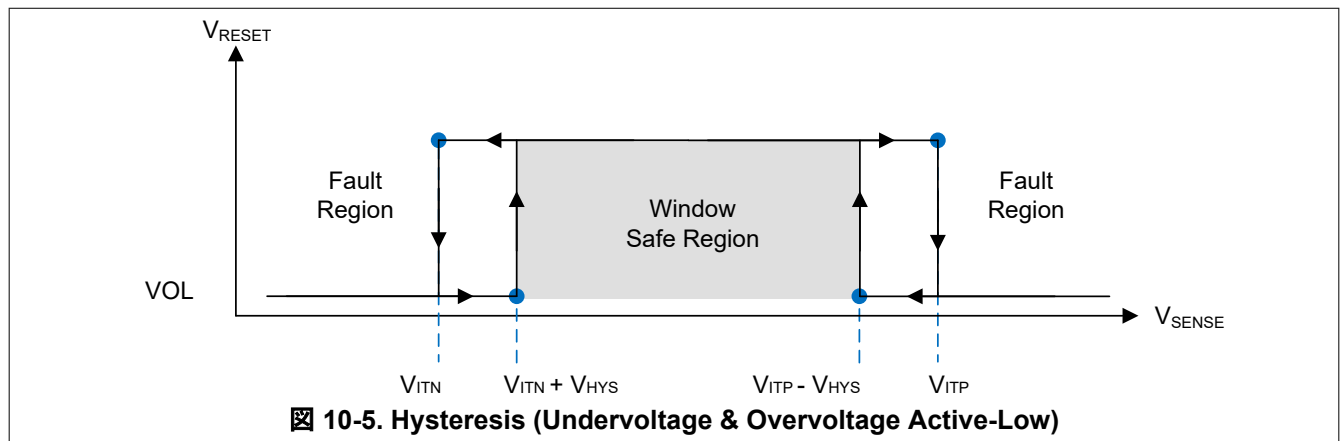 VRESET
Fault
Region
Window
Safe Region
Fault
Region
VOL
VSENSE
VITN
VITN + VHYS
VITP - VHYS
VITP
図 10-5. Hysteresis (Undervoltage & Overvoltage Active-Low)